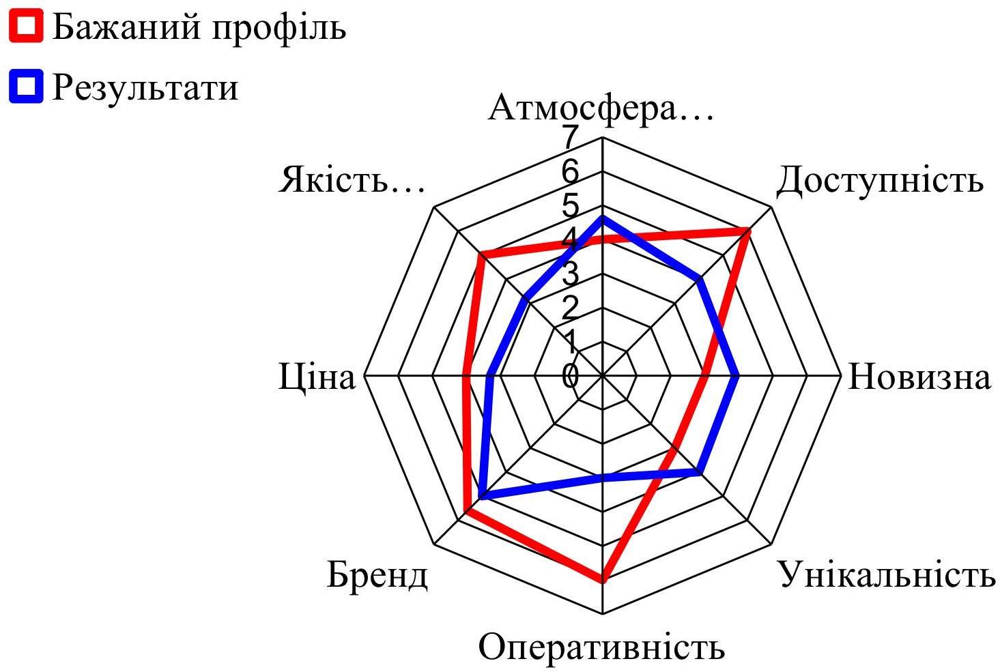 Бажаний профіль
Результати
Атмосфера…
7
6
5
4
3
2
1
0
Якість…
Доступність
Ціна
Новизна
Бренд
Унікальність
Оперативність